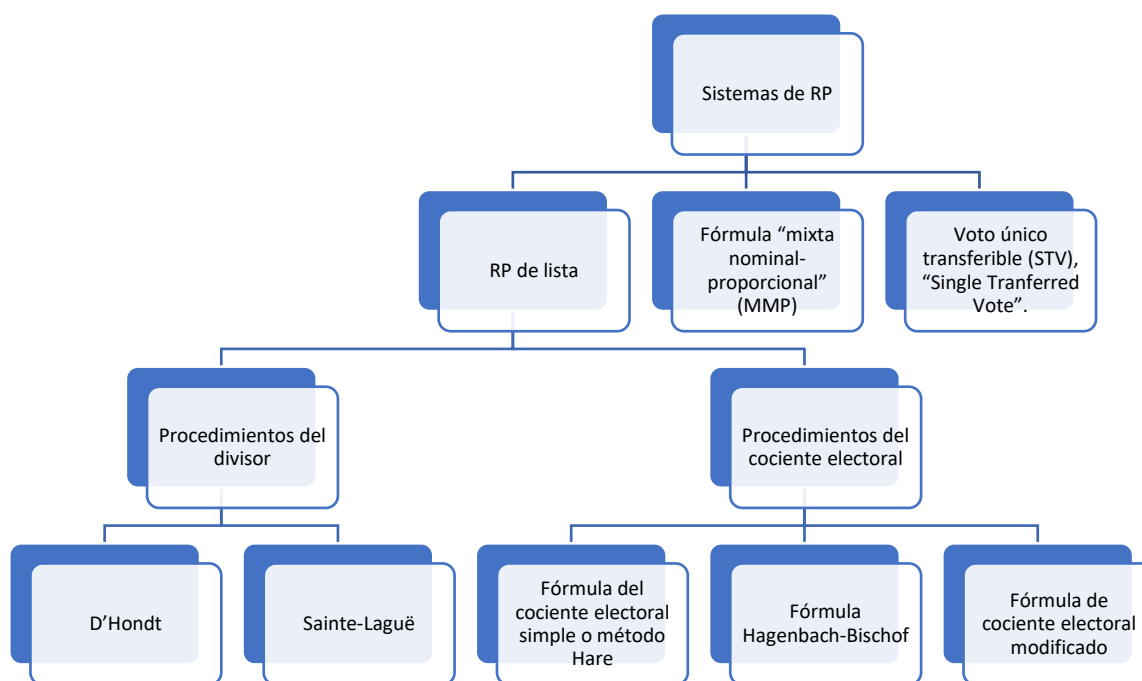 Sistemas de RP
RP de lista
Fórmula “mixta
nominal-
proporcional”
(MMP)
Voto único
transferible (STV),
“Single Tranferred
Vote”.
Procedimientos del
divisor
Procedimientos del
cociente electoral
D’Hondt
Sainte-Laguë
Fórmula del
cociente electoral
simple o método
Hare
Fórmula
Hagenbach-Bischof
Fórmula de
cociente electoral
modificado